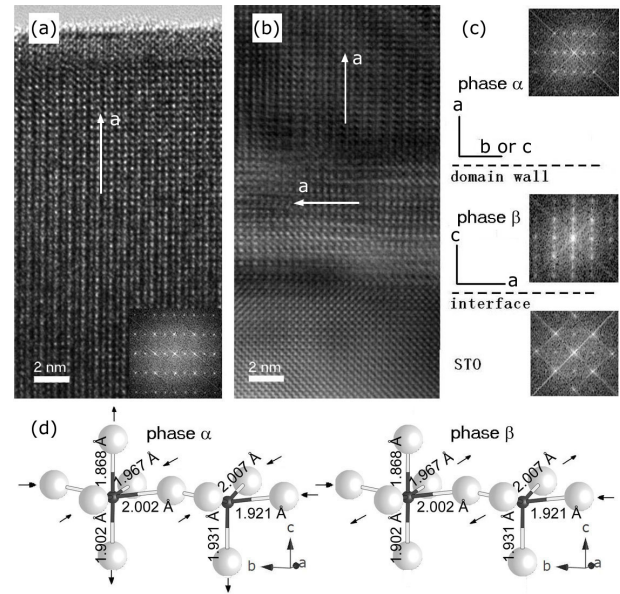 (a)
a
2 nm
(b)
a
a
2 nm
(c)
phase α
a
b or c
domain wall
phase β
c
a
interface
STO
(d)
phase α
1.868 Å
1.967 Å
2.002 Å
1.902 Å
2.007 Å
1.921 Å
1.931 Å
c
b
a
phase β
1.868 Å
1.967 Å
2.002 Å
1.902 Å
2.007 Å
1.921 Å
1.931 Å
c
b
a